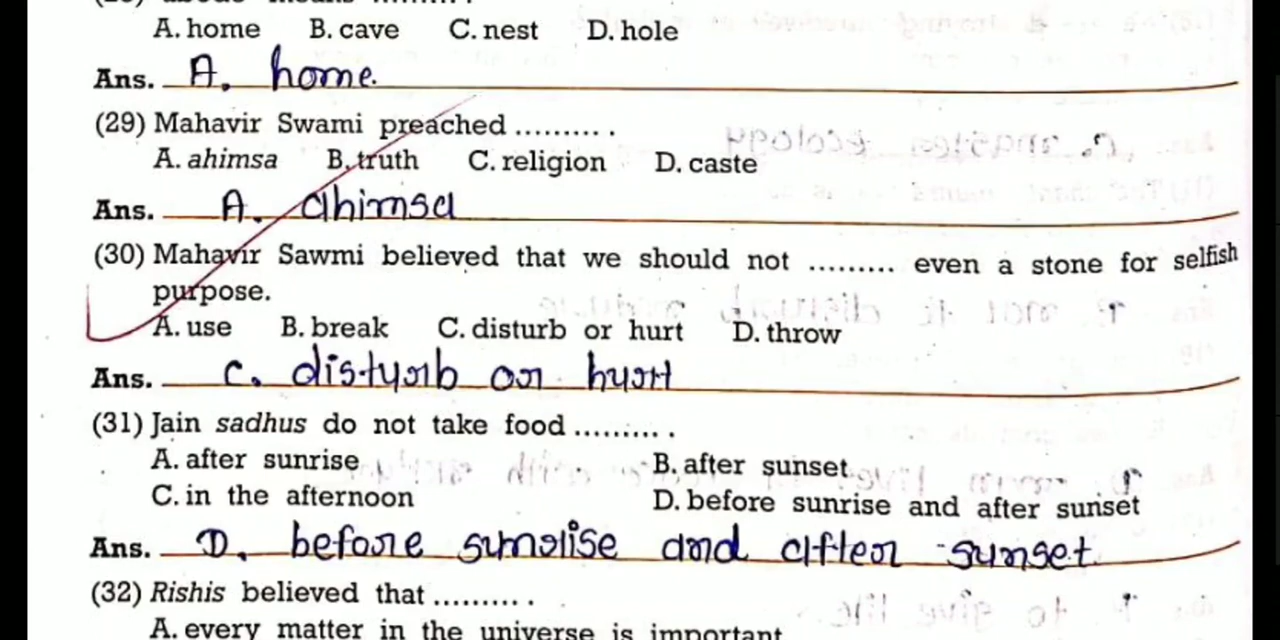 A. home B. cave C. nest D. hole
Ans. A. home.
(29) Mahavir Swami preached ......... .
A. ahimsa B. truth C. religion D. caste
Ans. A. ahimsa
(30) Mahavir Sawmi believed that we should not ......... even a stone for selfish
purpose.
A. use B. break C. disturb or hurt D. throw
Ans. C. disturb or hurt
(31) Jain sadhus do not take food ......... .
A. after sunrise B. after sunset
C. in the afternoon D. before sunrise and after sunset
Ans. D. before sunrise and after sunset.
(32) Rishis believed that ......... .
A. every matter in the universe is important